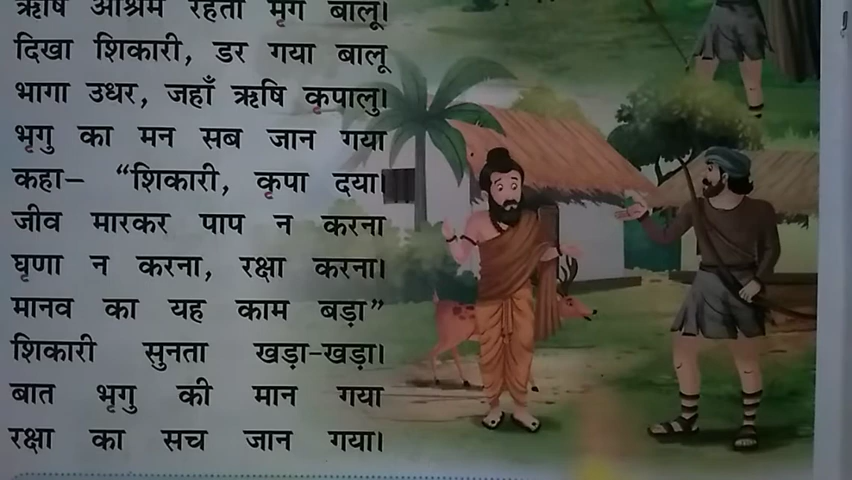 ऋषि आश्रम रहता मृग बालू।
दिखा शिकारी, डर गया बालू
भागा उधर, जहाँ ऋषि कृपालु।
भृगु का मन सब जान गया
कहा– “शिकारी, कृपा दया।
जीव मारकर पाप न करना
घृणा न करना, रक्षा करना।
मानव का यह काम बड़ा”
शिकारी सुनता खड़ा-खड़ा।
बात भृगु की मान गया
रक्षा का सच जान गया।